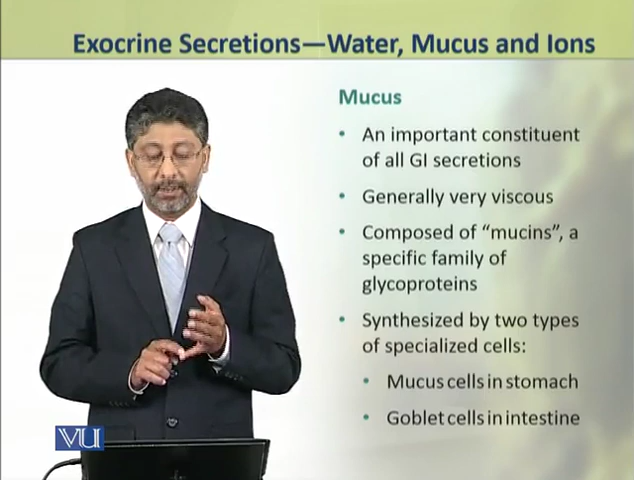 Exocrine Secretions—Water, Mucus and Ions
Mucus
• An important constituent
of all GI secretions
• Generally very viscous
• Composed of “mucins”, a
specific family of
glycoproteins
• Synthesized by two types
of specialized cells:
• Mucus cells in stomach
• Goblet cells in intestine
VU